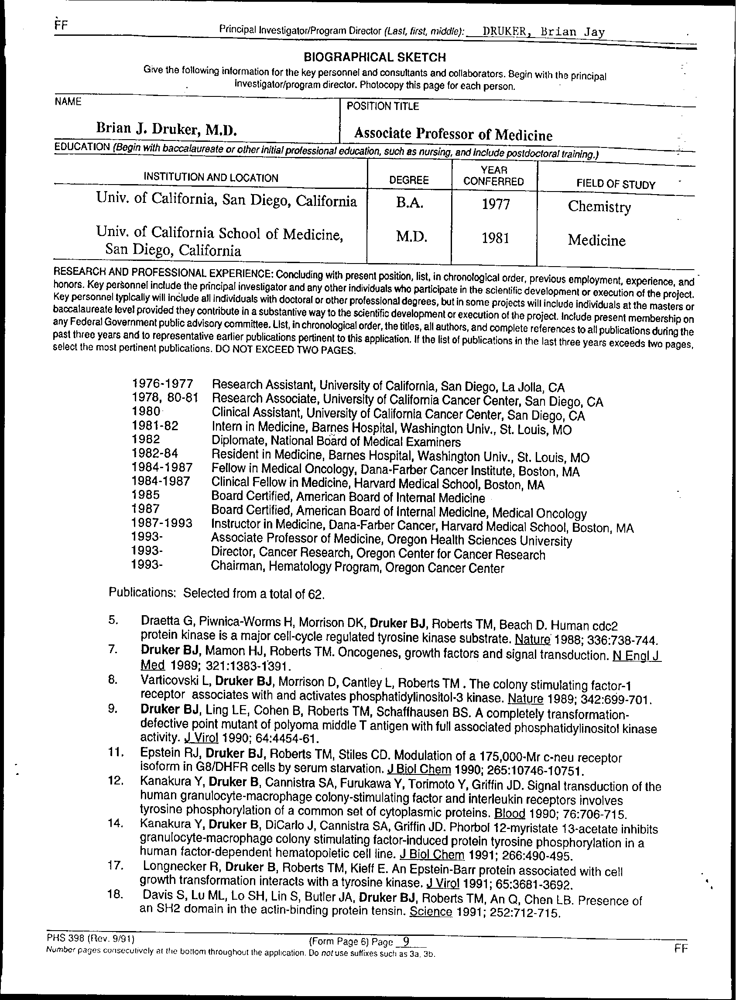 FF
Principal Investigator/Program Director (Last, first, middle): DRUKER, Brian Jay
BIOGRAPHICAL SKETCH
Give the following information for the key personnel and consultants and collaborators. Begin with the principal
investigator/program director. Photocopy this page for each person.
NAME
POSITION TITLE
Brian J. Druker, M.D.
Associate Professor of Medicine
EDUCATION (Begin with baccalaureate or other initial professional education, such as nursing, and include postdoctoral training.)
INSTITUTION AND LOCATION DEGREE YEAR CONFERRED FIELD OF STUDY
Univ. of California, San Diego, California B.A. 1977 Chemistry
Univ. of California School of Medicine, M.D. 1981 Medicine
San Diego, California
RESEARCH AND PROFESSIONAL EXPERIENCE: Concluding with present position, list, in chronological order, previous employment, experience, and
honors. Key personnel include the principal investigator and any other individuals who participate in the scientific development or execution of the project.
Key personnel typically will include all individuals with doctoral or other professional degrees, but in some projects will include individuals at the masters or
baccalaureate level provided they contribute in a substantive way to the scientific development or execution of the project. Include present membership on
any Federal Government public advisory committee. List, in chronological order, the titles, all authors, and complete references to all publications during the
past three years and to representative earlier publications pertinent to this application. If the list of publications in the last three years exceeds two pages,
select the most pertinent publications. DO NOT EXCEED TWO PAGES.
1976-1977 Research Assistant, University of California, San Diego, La Jolla, CA
1978, 80-81 Research Associate, University of California Cancer Center, San Diego, CA
1980 Clinical Assistant, University of California Cancer Center, San Diego, CA
1981-82 Intern in Medicine, Barnes Hospital, Washington Univ., St. Louis, MO
1982 Diplomate, National Board of Medical Examiners
1982-84 Resident in Medicine, Barnes Hospital, Washington Univ., St. Louis, MO
1984-1987 Fellow in Medical Oncology, Dana-Farber Cancer Institute, Boston, MA
1984-1987 Clinical Fellow in Medicine, Harvard Medical School, Boston, MA
1985 Board Certified, American Board of Internal Medicine
1987 Board Certified, American Board of Internal Medicine, Medical Oncology
1987-1993 Instructor in Medicine, Dana-Farber Cancer, Harvard Medical School, Boston, MA
1993- Associate Professor of Medicine, Oregon Health Sciences University
1993- Director, Cancer Research, Oregon Center for Cancer Research
1993- Chairman, Hematology Program, Oregon Cancer Center
Publications: Selected from a total of 62.
5. Draetta G, Piwnica-Worms H, Morrison DK, Druker BJ, Roberts TM, Beach D. Human cdc2
protein kinase is a major cell-cycle regulated tyrosine kinase substrate. Nature 1988; 336:738-744.
7. Druker BJ, Mamon HJ, Roberts TM. Oncogenes, growth factors and signal transduction. N Engl J
Med 1989; 321:1383-1391.
8. Varticovski L, Druker BJ, Morrison D, Cantley L, Roberts TM . The colony stimulating factor-1
receptor associates with and activates phosphatidylinositol-3 kinase. Nature 1989; 342:699-701.
9. Druker BJ, Ling LE, Cohen B, Roberts TM, Schaffhausen BS. A completely transformation-
defective point mutant of polyoma middle T antigen with full associated phosphatidylinositol kinase
activity. J Virol 1990; 64:4454-61.
11. Epstein RJ, Druker BJ, Roberts TM, Stiles CD. Modulation of a 175,000-Mr c-neu receptor
isoform in G8/DHFR cells by serum starvation. J Biol Chem 1990; 265:10746-10751.
12. Kanakura Y, Druker B, Cannistra SA, Furukawa Y, Torimoto Y, Griffin JD. Signal transduction of the
human granulocyte-macrophage colony-stimulating factor and interleukin receptors involves
tyrosine phosphorylation of a common set of cytoplasmic proteins. Blood 1990; 76:706-715.
14. Kanakura Y, Druker B, DiCarlo J, Cannistra SA, Griffin JD. Phorbol 12-myristate 13-acetate inhibits
granulocyte-macrophage colony stimulating factor-induced protein tyrosine phosphorylation in a
human factor-dependent hematopoietic cell line. J Biol Chem 1991; 266:490-495.
17. Longnecker R, Druker B, Roberts TM, Kieff E. An Epstein-Barr protein associated with cell
growth transformation interacts with a tyrosine kinase. J Virol 1991; 65:3681-3692.
18. Davis S, Lu ML, Lo SH, Lin S, Butler JA, Druker BJ, Roberts TM, An Q, Chen LB. Presence of
an SH2 domain in the actin-binding protein tensin. Science 1991; 252:712-715.
PHS 398 (Rev. 9/91) (Form Page 6) Page 9
Number pages consecutively at the bottom throughout the application. Do not use suffixes such as 3a, 3b.
FF